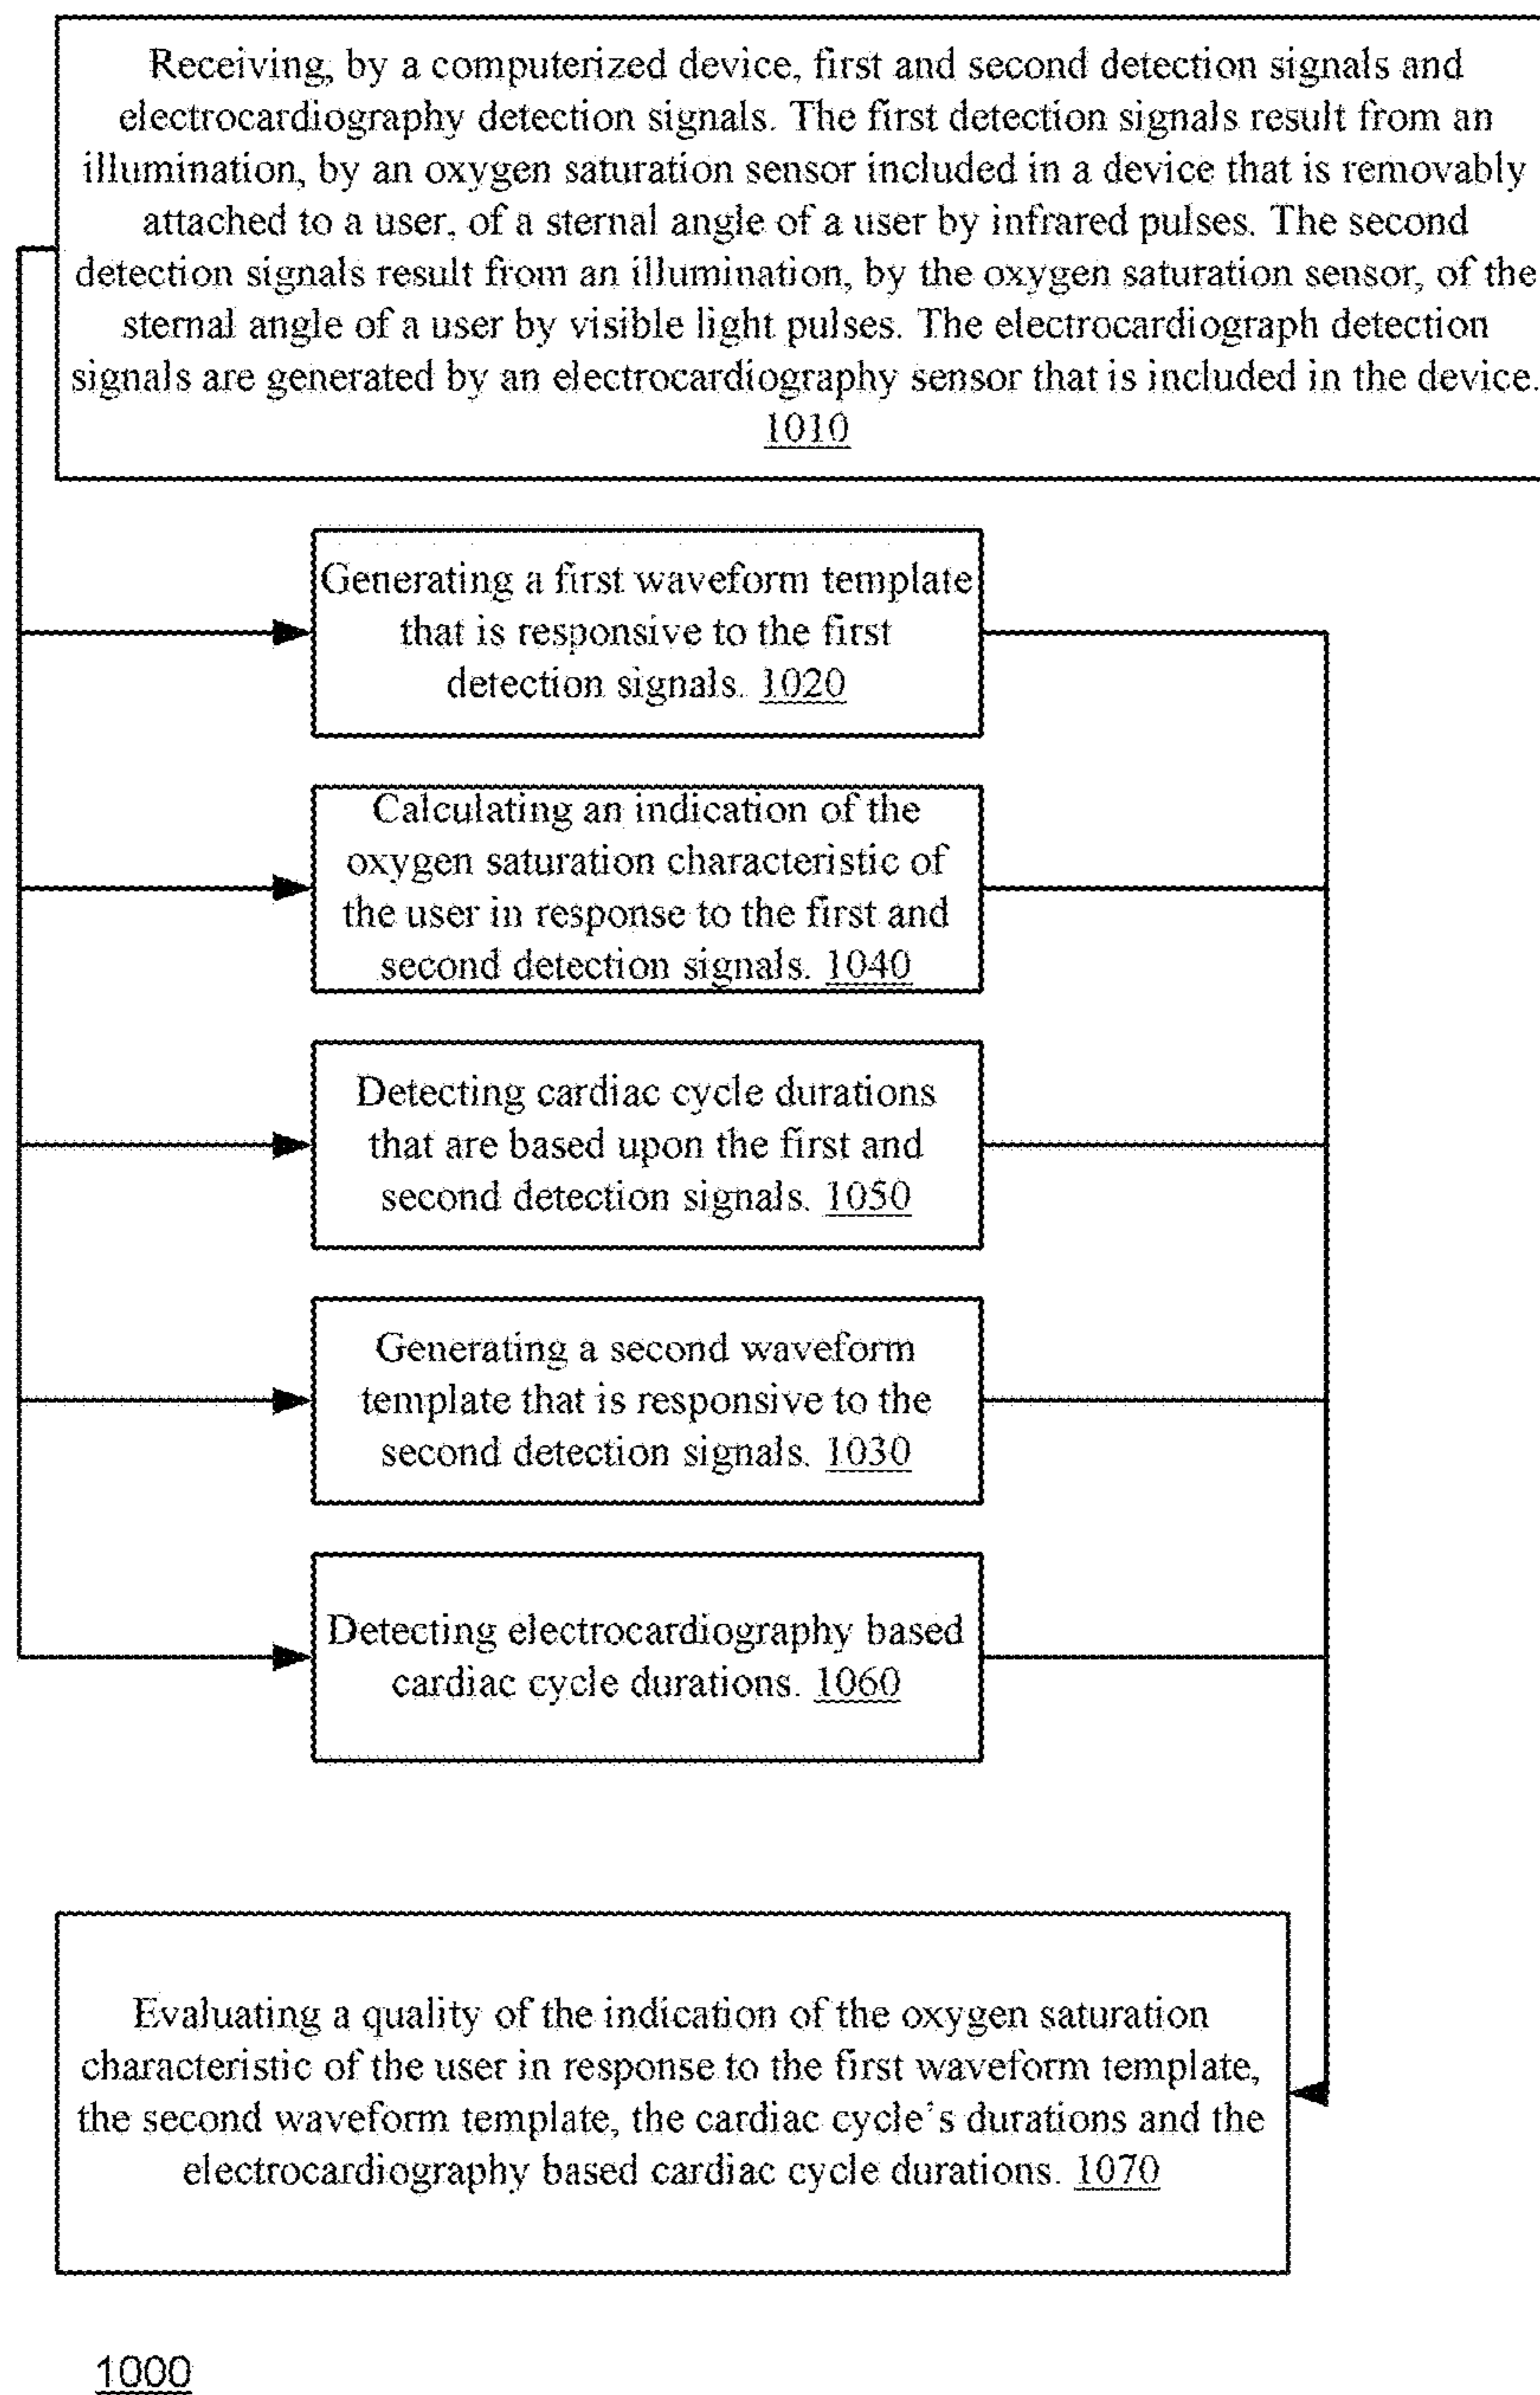 Receiving, by a computerized device, first and second detection signals and
electrocardiography detection signals. The first detection signals result from an
illumination, by an oxygen saturation sensor included in a device that is removably
attached to a user, of a sternal angle of a user by infrared pulses. The second
detection signals result from an illumination, by the oxygen saturation sensor, of the
sternal angle of a user by visible light pulses. The electrocardiograph detection
signals are generated by an electrocardiography sensor that is included in the device.
1010
Generating a first waveform template
that is responsive to the first
detection signals. 1020
Calculating an indication of the
oxygen saturation characteristic of
the user in response to the first and
second detection signals. 1040
Detecting cardiac cycle durations
that are based upon the first and
second detection signals. 1050
Generating a second waveform
template that is responsive to the
second detection signals. 1030
Detecting electrocardiography based
cardiac cycle durations. 1060
Evaluating a quality of the indication of the oxygen saturation
characteristic of the user in response to the first waveform template,
the second waveform template, the cardiac cycle's durations and the
electrocardiography based cardiac cycle durations. 1070
1000